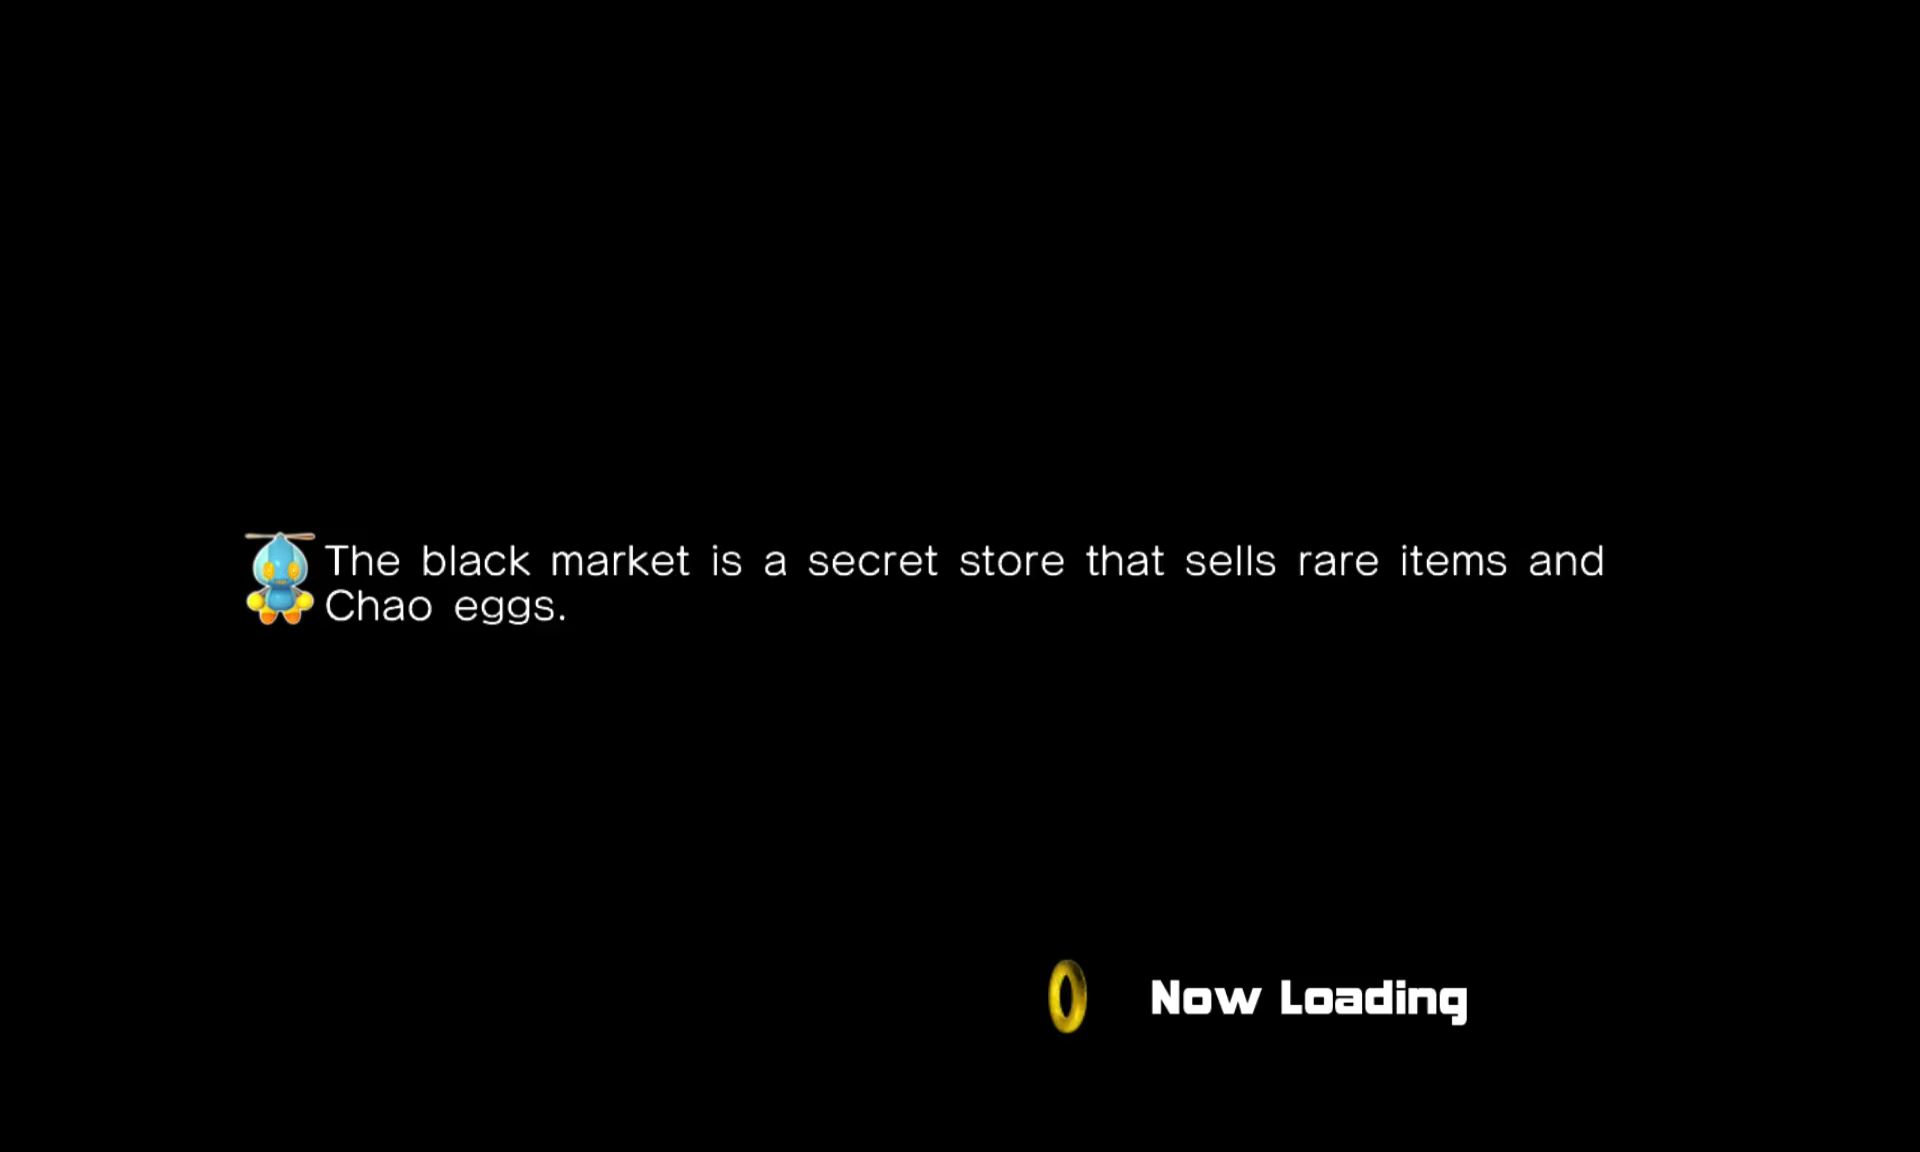 The black market is a secret store that sells rare items and
Chao eggs.
Now Loading